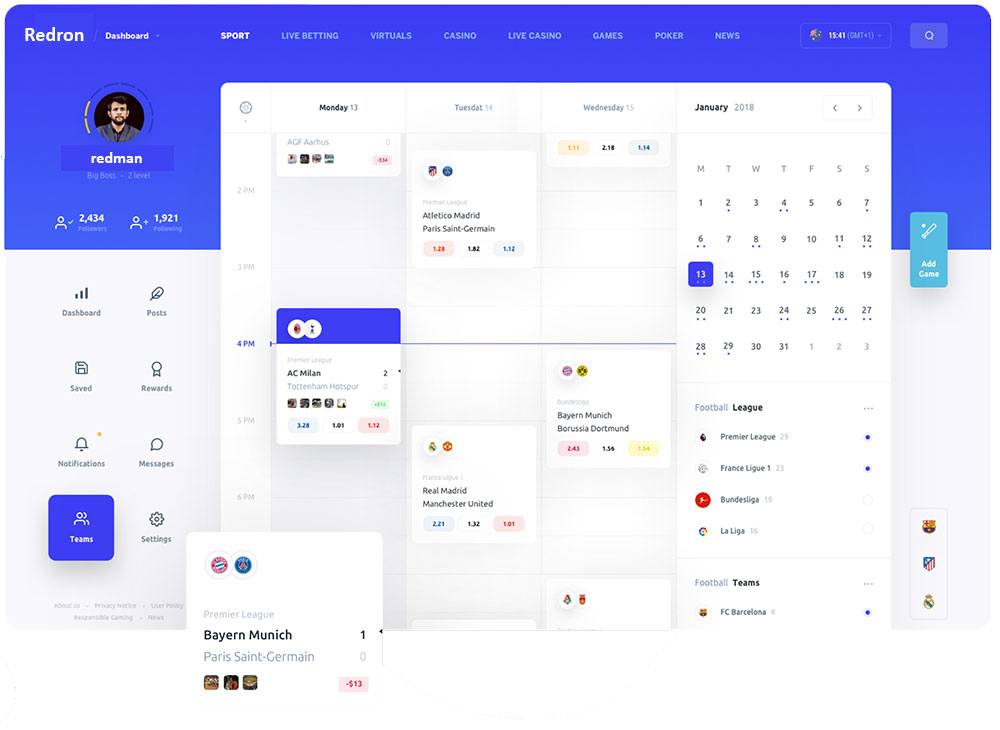 Redron / Dashboard
SPORT LIVE BETTING VIRTUALS CASINO LIVE CASINO GAMES POKER NEWS
15:41 (GMT+1)
redman
Big Boss • 2 level
2,434 Followers
1,921 Following
Dashboard Posts
Saved Rewards
Notifications Messages
Teams Settings
About us • Privacy Notice • User Policy
Responsible Gaming • News
Monday 13 Tuesdat 14 Wednesday 15
2 PM
3 PM
4 PM
5 PM
6 PM
AGF Aarhus 0
-$34
Premier League
AC Milan 2
Tottenham Hotspur 0
+$12
3.28 1.01 1.12
Premier League
Atletico Madrid
Paris Saint-Germain
1.28 1.82 1.12
France Ligue 1
Real Madrid
Manchester United
2.21 1.32 1.01
1.11 2.18 1.14
Bundesliga
Bayern Munich
Borussia Dortmund
2.43 1.56 1.54
Premier League
Bayern Munich 1
Paris Saint-Germain 0
-$13
January 2018
M T W T F S S
1 2 3 4 5 6 7
6 7 8 9 10 11 12
13 14 15 16 17 18 19
20 21 22 23 24 25 26 27
28 29 30 31 1 2 3
Football League
Premier League 29
France Ligue 1 23
Bundesliga 19
La Liga 16
Football Teams
FC Barcelona 4
Add
Game